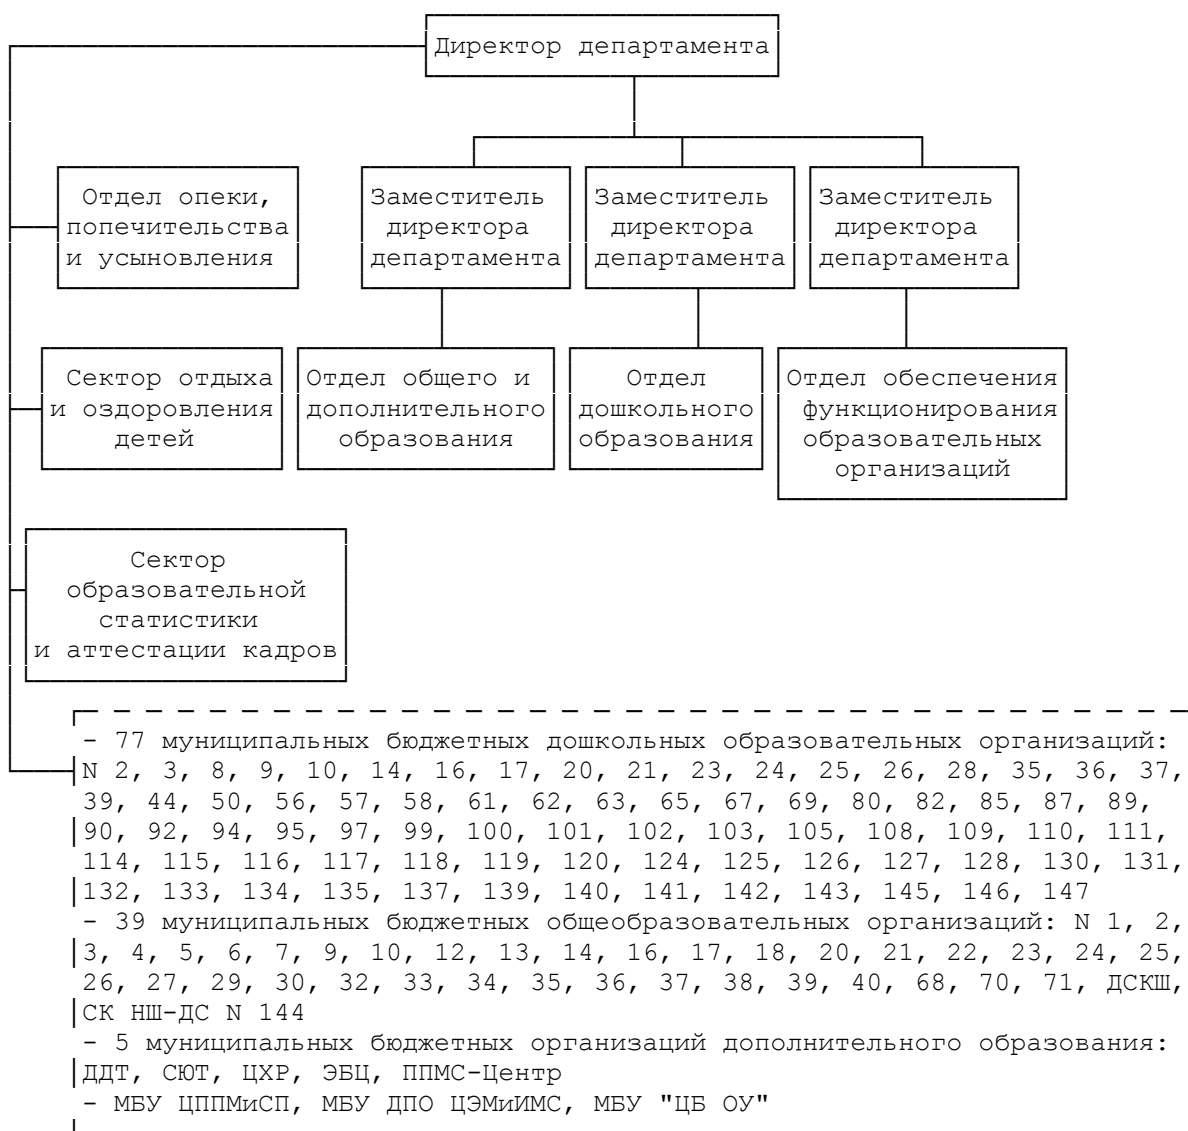 Директор департамента
Отдел опеки,
попечительства
и усыновления
Заместитель
директора
департамента
Заместитель
директора
департамента
Заместитель
директора
департамента
Сектор отдыха
и оздоровления
детей
Отдел общего и
дополнительного
образования
Отдел
дошкольного
образования
Отдел обеспечения
функционирования
образовательных
организаций
Сектор
образовательной
статистики
и аттестации кадров
- 77 муниципальных бюджетных дошкольных образовательных организаций:
N 2, 3, 8, 9, 10, 14, 16, 17, 20, 21, 23, 24, 25, 26, 28, 35, 36, 37,
39, 44, 50, 56, 57, 58, 61, 62, 63, 65, 67, 69, 80, 82, 85, 87, 89,
90, 92, 94, 95, 97, 99, 100, 101, 102, 103, 105, 108, 109, 110, 111,
114, 115, 116, 117, 118, 119, 120, 124, 125, 126, 127, 128, 130, 131,
132, 133, 134, 135, 137, 139, 140, 141, 142, 143, 145, 146, 147
- 39 муниципальных бюджетных общеобразовательных организаций: N 1, 2,
3, 4, 5, 6, 7, 9, 10, 12, 13, 14, 16, 17, 18, 20, 21, 22, 23, 24, 25,
26, 27, 29, 30, 32, 33, 34, 35, 36, 37, 38, 39, 40, 68, 70, 71, ДСКШ,
СК НШ-ДС N 144
- 5 муниципальных бюджетных организаций дополнительного образования:
ДДТ, СЮТ, ЦХР, ЭБЦ, ППМС-Центр
- МБУ ЦППМиСП, МБУ ДПО ЦЭМиИМС, МБУ "ЦБ ОУ"